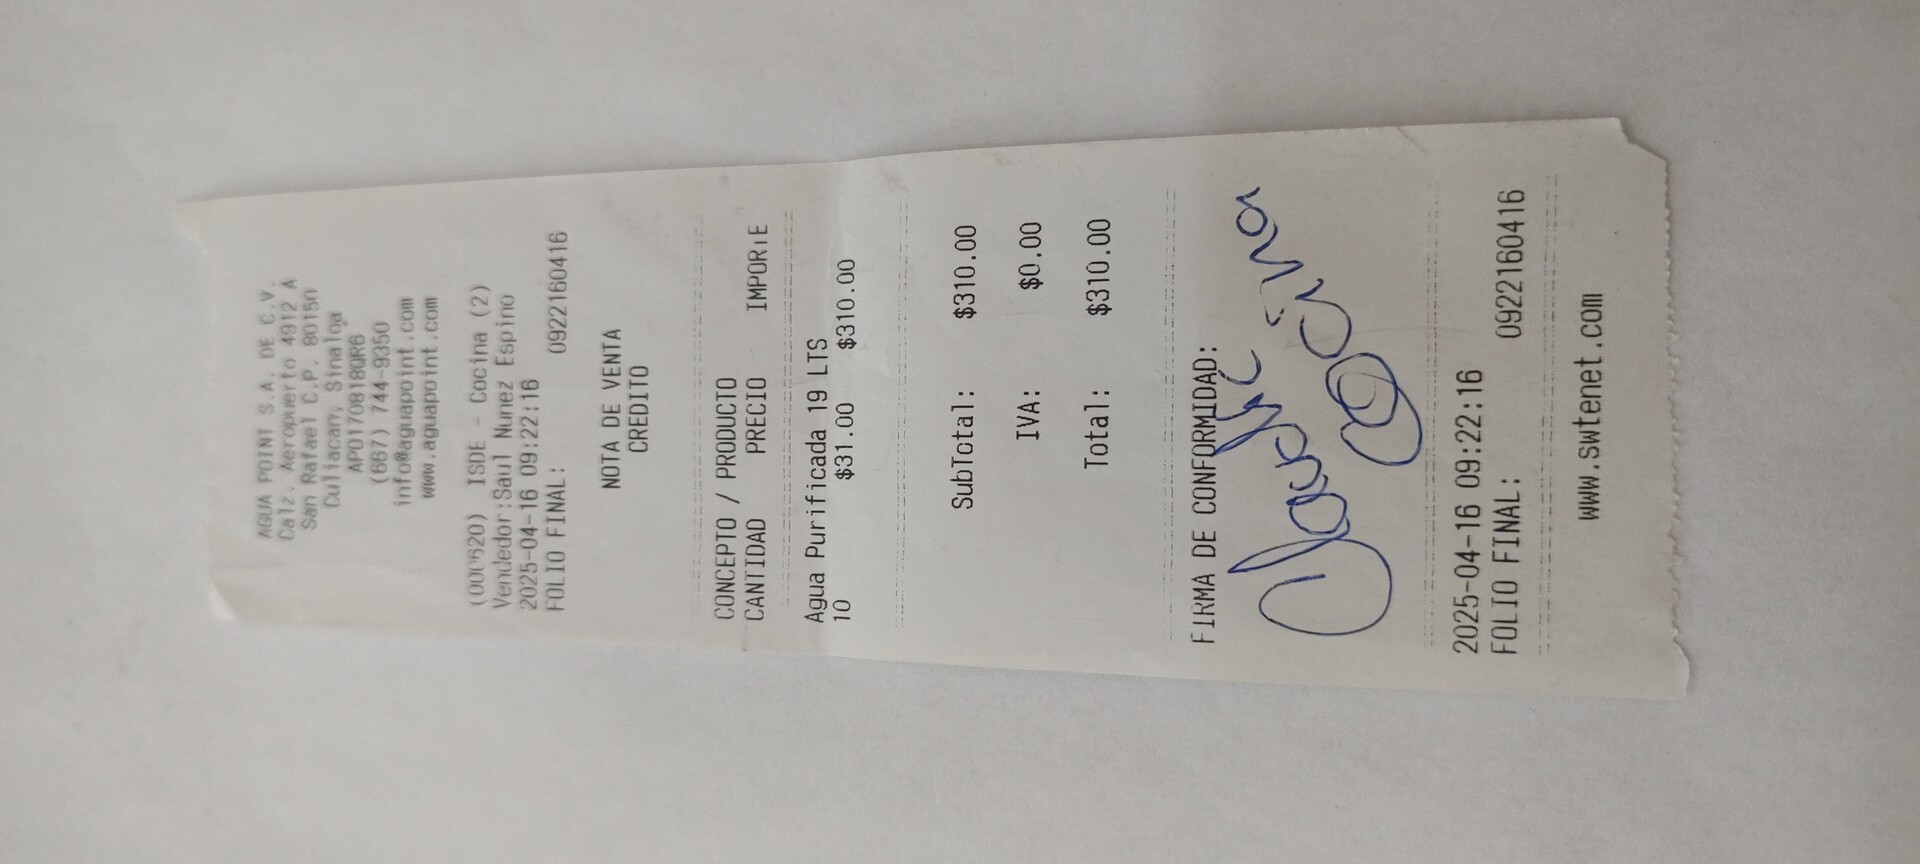 AGUA POINT S.A. DE C.V.
Calz. Aeropuerto 4912 A
San Rafael C.P. 80150
Culiacan, Sinaloa
APO170818QR6
(667) 744-9350
info@aguapoint.com
www.aguapoint.com
(000620) ISDE - Cocina (2)
Vendedor:Saul Nunez Espino
2025-04-16 09:22:16
FOLIO FINAL: 0922160416
NOTA DE VENTA
CREDITO
CONCEPTO / PRODUCTO
CANTIDAD PRECIO IMPORTE
Agua Purificada 19 LTS
10 $31.00 $310.00
SubTotal: $310.00
IVA: $0.00
Total: $310.00
FIRMA DE CONFORMIDAD:
2025-04-16 09:22:16
FOLIO FINAL: 0922160416
www.swtenet.com